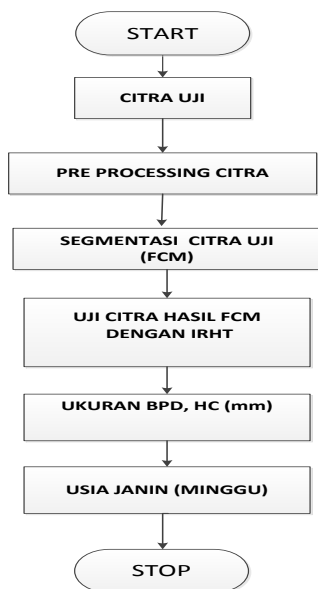 START
CITRA UJI
PRE PROCESSING CITRA
SEGMENTASI CITRA UJI
(FCM)
UJI CITRA HASIL FCM
DENGAN IRHT
UKURAN BPD, HC (mm)
USIA JANIN (MINGGU)
STOP